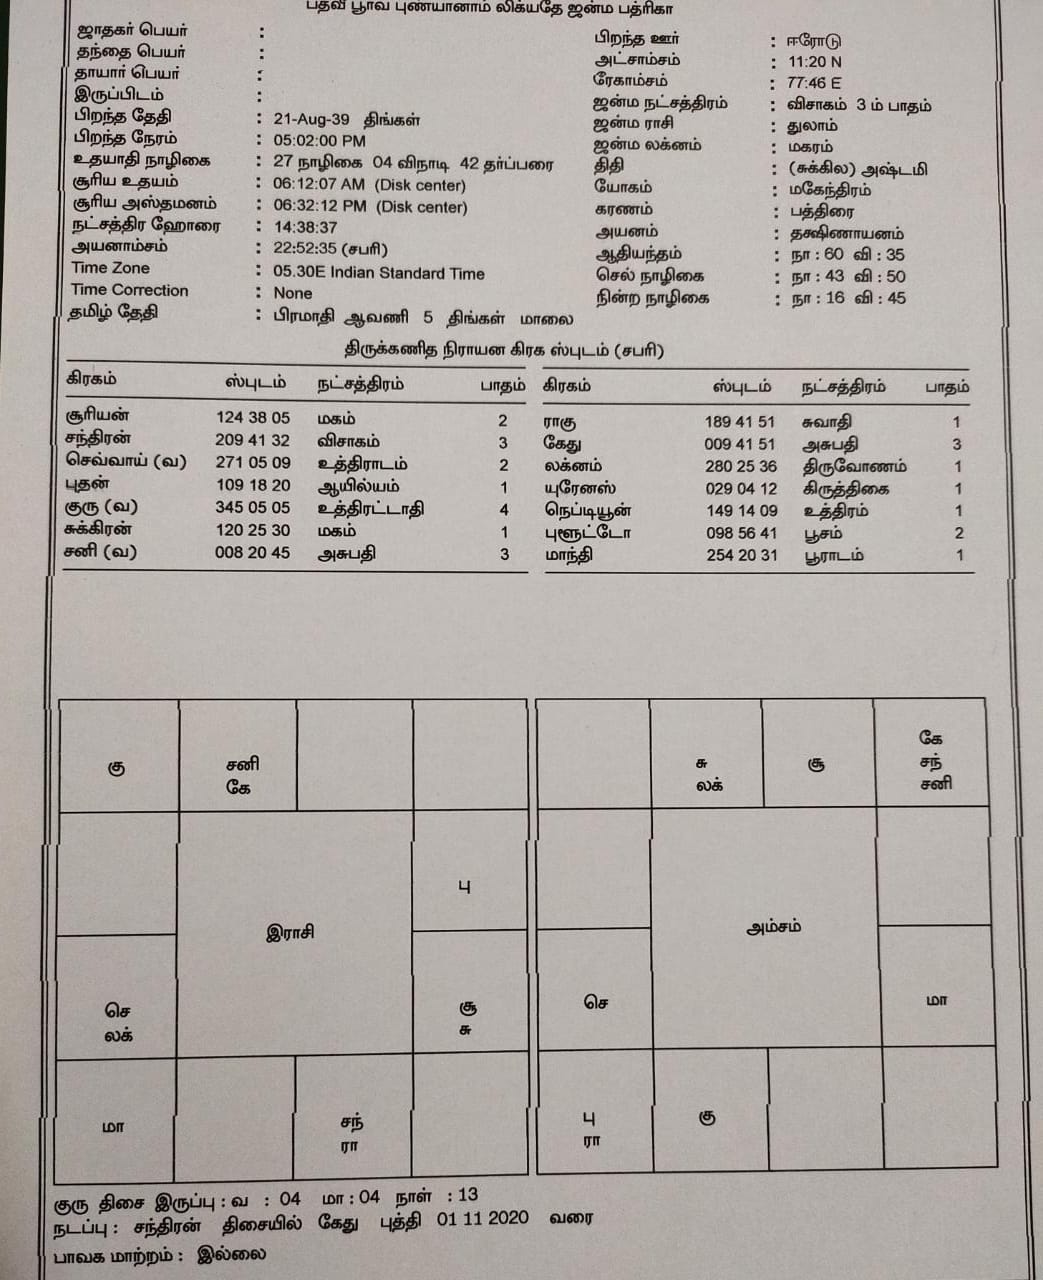 பதவீ பூர்வ புண்யானாம் லிக்யதே ஜன்ம பத்ரிகா
ஜாதகர் பெயர் :
தந்தை பெயர் :
தாயார் பெயர் :
இருப்பிடம் :
பிறந்த தேதி : 21-Aug-39 திங்கள்
பிறந்த நேரம் : 05:02:00 PM
உதயாதி நாழிகை : 27 நாழிகை 04 விநாடி 42 தர்ப்பரை
சூரிய உதயம் : 06:12:07 AM (Disk center)
சூரிய அஸ்தமனம் : 06:32:12 PM (Disk center)
நட்சத்திர ஹோரை : 14:38:37
அயனாம்சம் : 22:52:35 (சபரி)
Time Zone : 05.30E Indian Standard Time
Time Correction : None
தமிழ் தேதி : பிரமாதி ஆவணி 5 திங்கள் மாலை
பிறந்த ஊர் : ஈரோடு
அட்சாம்சம் : 11:20 N
ரேகாம்சம் : 77:46 E
ஜன்ம நட்சத்திரம் : விசாகம் 3 ம் பாதம்
ஜன்ம ராசி : துலாம்
ஜன்ம லக்னம் : மகரம்
திதி : (சுக்கில) அஷ்டமி
யோகம் : மகேந்திரம்
கரணம் : பத்திரை
அயனம் : தக்ஷிணாயனம்
ஆதியந்தம் : நா : 60 வி : 35
செல் நாழிகை : நா : 43 வி : 50
நின்ற நாழிகை : நா : 16 வி : 45
திருக்கணித நிராயன கிரக ஸ்புடம் (சபரி)
கிரகம் ஸ்புடம் நட்சத்திரம் பாதம் கிரகம் ஸ்புடம் நட்சத்திரம் பாதம்
சூரியன் 124 38 05 மகம் 2 ராகு 189 41 51 சுவாதி 1
சந்திரன் 209 41 32 விசாகம் 3 கேது 009 41 51 அசுபதி 3
செவ்வாய் (வ) 271 05 09 உத்திராடம் 2 லக்னம் 280 25 36 திருவோணம் 1
புதன் 109 18 20 ஆயில்யம் 1 யுரேனஸ் 029 04 12 கிருத்திகை 1
குரு (வ) 345 05 05 உத்திரட்டாதி 4 நெப்டியூன் 149 14 09 உத்திரம் 1
சுக்கிரன் 120 25 30 மகம் 1 புளூட்டோ 098 56 41 பூசம் 2
சனி (வ) 008 20 45 அசுபதி 3 மாந்தி 254 20 31 பூராடம் 1
கு
சனி
கே
பு
இராசி
செ
லக்
சூ
சு
மா
சந்
ரா
சு
லக்
சூ
கே
சந்
சனி
அம்சம்
செ
மா
பு
ரா
கு
குரு திசை இருப்பு : வ : 04 மா : 04 நாள் : 13
நடப்பு : சந்திரன் திசையில் கேது புத்தி 01 11 2020 வரை
பாவக மாற்றம் : இல்லை